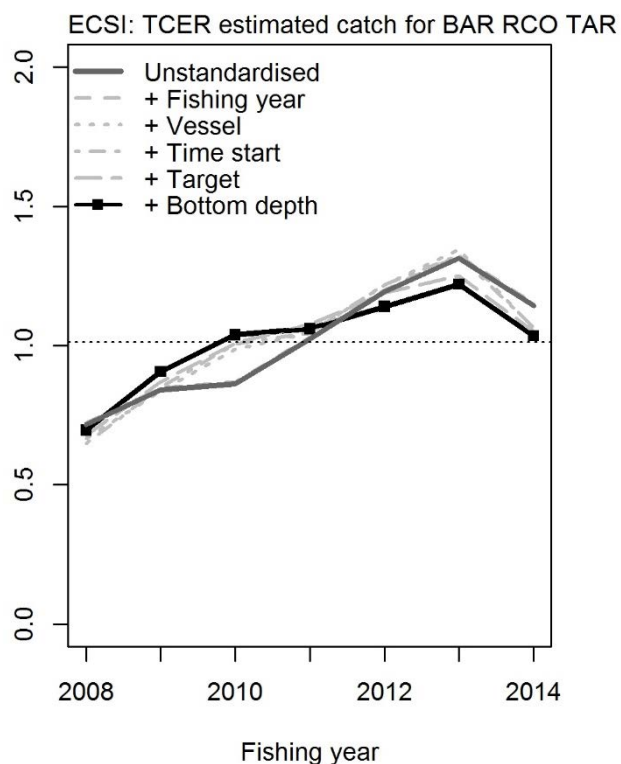 ECSI: TCER estimated catch for BAR RCO TAR
Unstandardised
+ Fishing year
+ Vessel
+ Time start
+ Target
+ Bottom depth
2.0
1.5
1.0
0.5
0.0
2008 2010 2012 2014
Fishing year